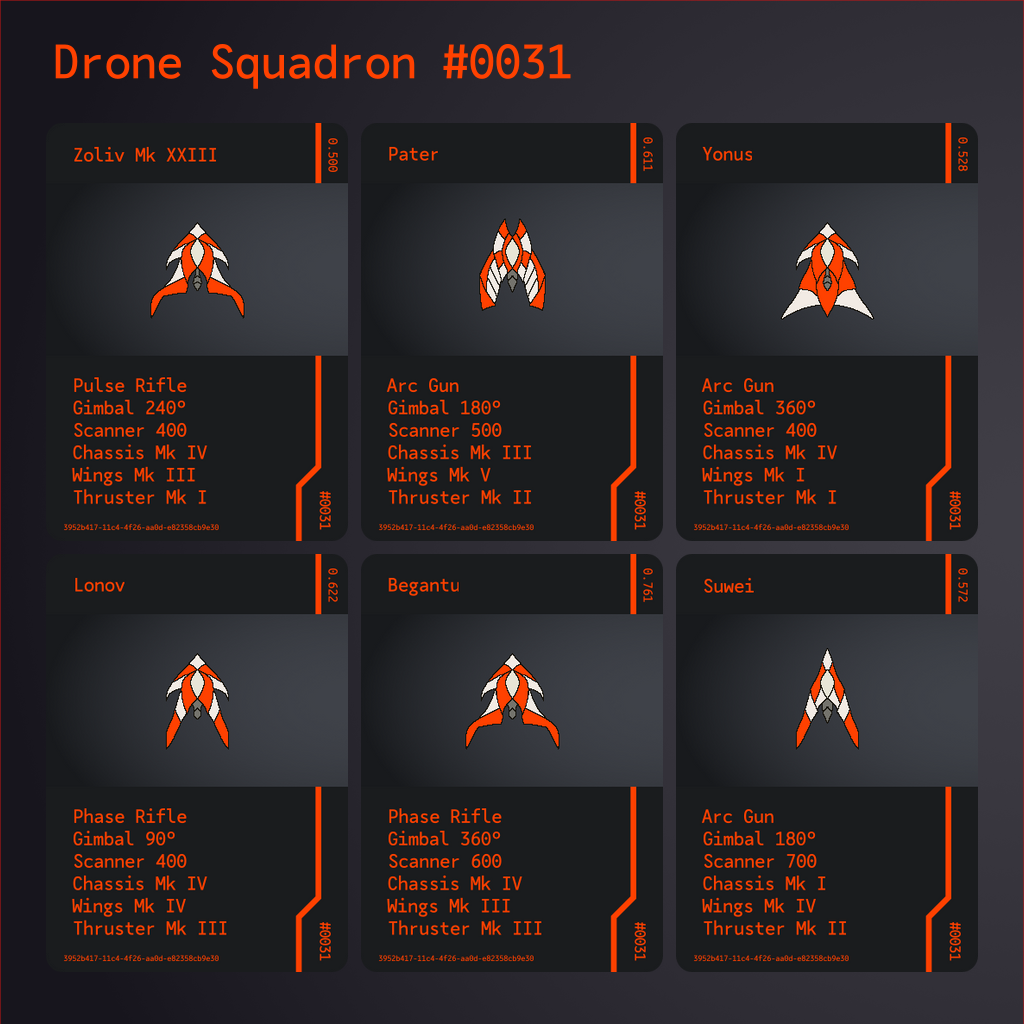 Drone Squadron #0031
Zoliv Mk XXIII
0.500
Pulse Rifle
Gimbal 240º
Scanner 400
Chassis Mk IV
Wings Mk III
Thruster Mk I
#0031
3952b417-11c4-4f26-aa0d-e82358cb9e30
Pater
0.611
Arc Gun
Gimbal 180º
Scanner 500
Chassis Mk III
Wings Mk V
Thruster Mk II
#0031
3952b417-11c4-4f26-aa0d-e82358cb9e30
Yonus
0.528
Arc Gun
Gimbal 360º
Scanner 400
Chassis Mk IV
Wings Mk I
Thruster Mk I
#0031
3952b417-11c4-4f26-aa0d-e82358cb9e30
Lonov
0.622
Phase Rifle
Gimbal 90º
Scanner 400
Chassis Mk IV
Wings Mk IV
Thruster Mk III
#0031
3952b417-11c4-4f26-aa0d-e82358cb9e30
Begantu
0.761
Phase Rifle
Gimbal 360º
Scanner 600
Chassis Mk IV
Wings Mk III
Thruster Mk III
#0031
3952b417-11c4-4f26-aa0d-e82358cb9e30
Suwei
0.572
Arc Gun
Gimbal 180º
Scanner 700
Chassis Mk I
Wings Mk IV
Thruster Mk II
#0031
3952b417-11c4-4f26-aa0d-e82358cb9e30